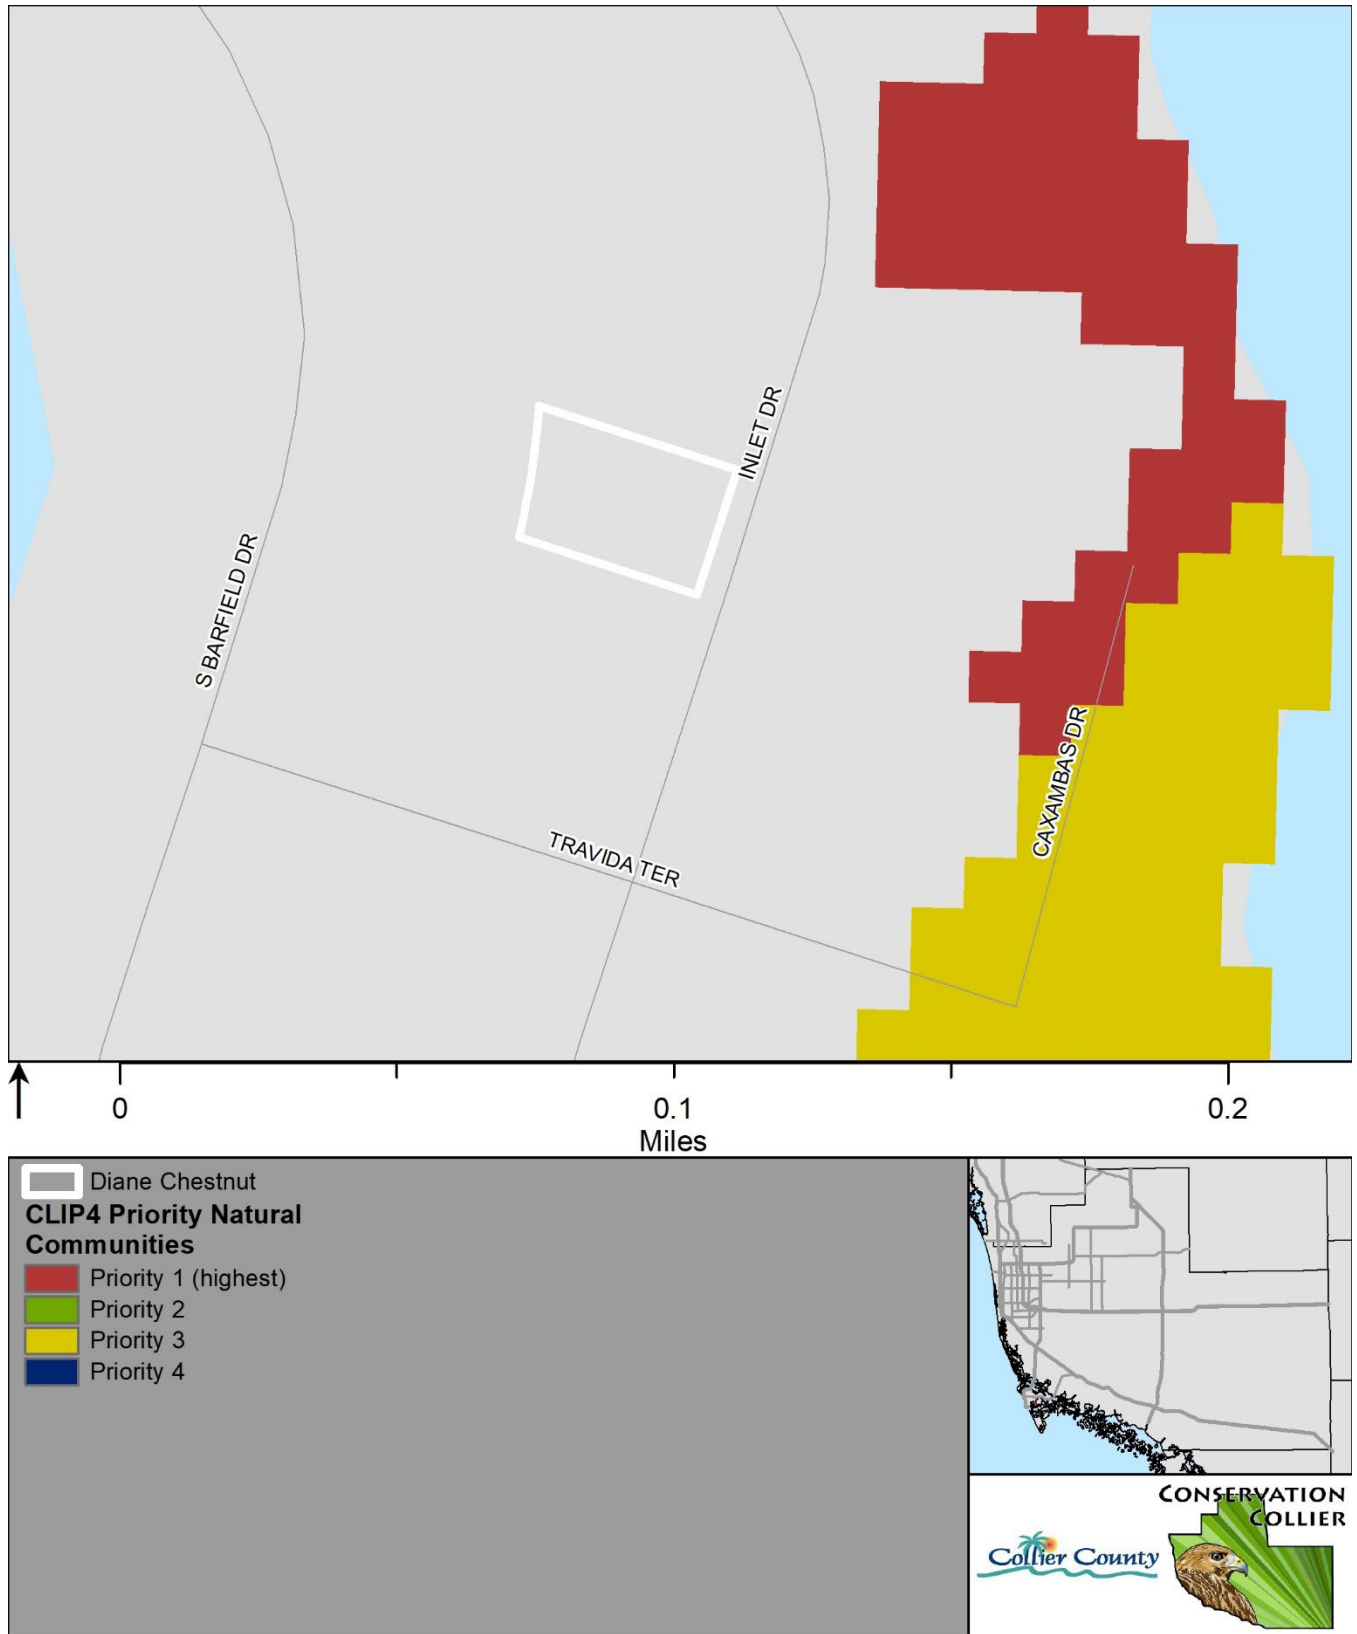 INLET DR
S BARFIELD DR
CAXAMBAS DR
TRAVIDA TER
0
0.1
0.2
Miles
Diane Chestnut
CLIP4 Priority Natural
Communities
Priority 1 (highest)
Priority 2
Priority 3
Priority 4
CONSERVATION
COLLIER
Collier County